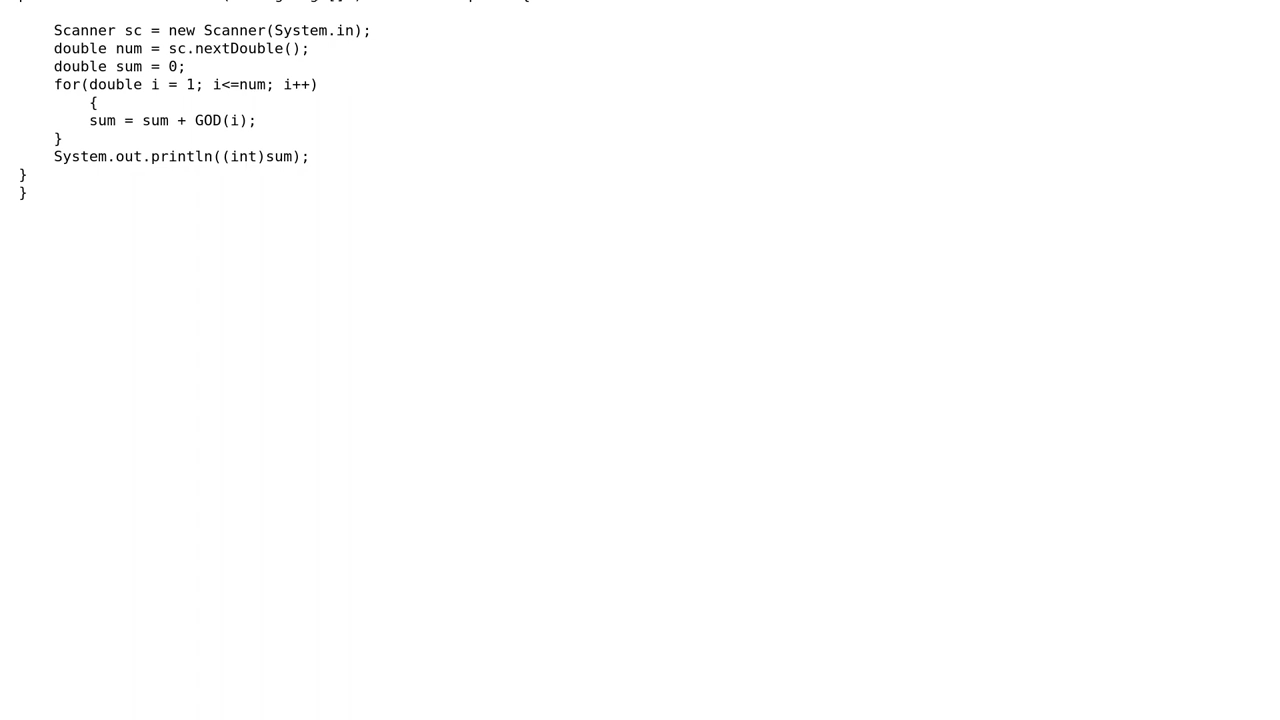 Scanner sc = new Scanner(System.in);
double num = sc.nextDouble();
double sum = 0;
for(double i = 1; i<=num; i++)
{
sum = sum + GOD(i);
}
System.out.println((int)sum);
}
}